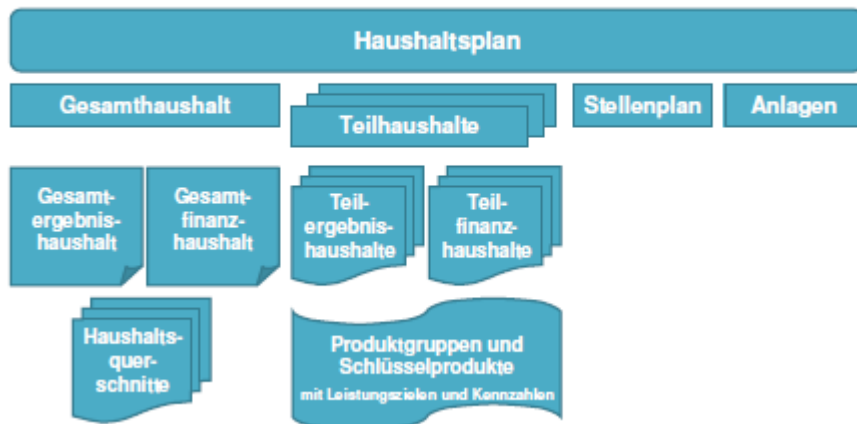 Haushaltsplan
Gesamthaushalt
Teilhaushalte
Stellenplan
Anlagen
Gesamt-
ergebnis-
haushalt
Gesamt-
finanz-
haushalt
Teil-
ergebnis-
haushalte
Teil-
finanz-
haushalte
Haushalts-
quer-
schnitte
Produktgruppen und
Schlüsselprodukte
mit Leistungszielen und Kennzahlen